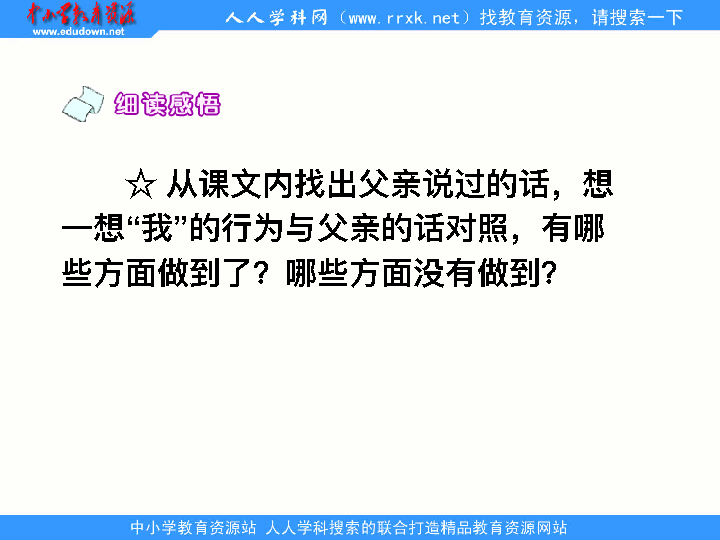 中小学教育资源
www.edudown.net
人人学科网（www.rrxk.net）找教育资源，请搜索一下
细读感悟
☆ 从课文内找出父亲说过的话，想
一想“我”的行为与父亲的话对照，有哪
些方面做到了？哪些方面没有做到？
中小学教育资源站 人人学科搜索的联合打造精品教育资源网站